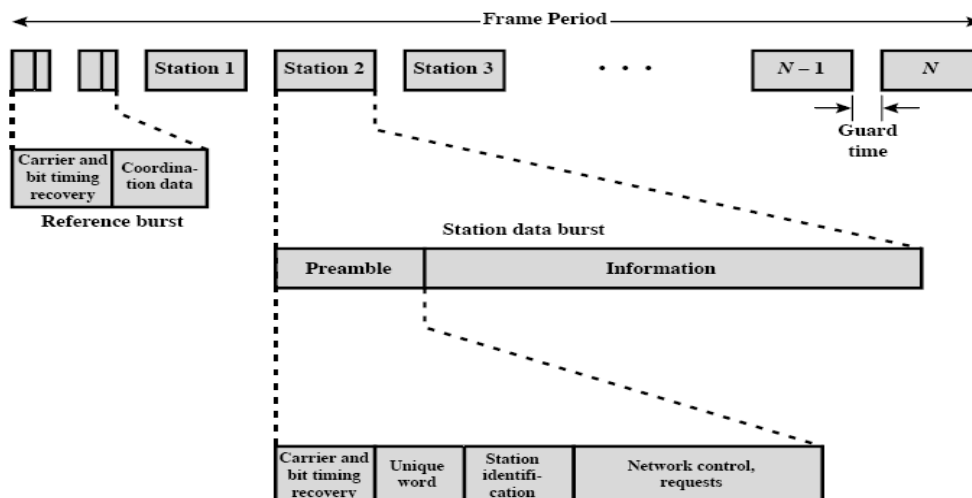 Frame Period
Station 1
Station 2
Station 3
. . .
N – 1
N
Guard
time
Carrier and
bit timing
recovery
Coordina-
tion data
Reference burst
Station data burst
Preamble
Information
Carrier and
bit timing
recovery
Unique
word
Station
identifi-
cation
Network control,
requests